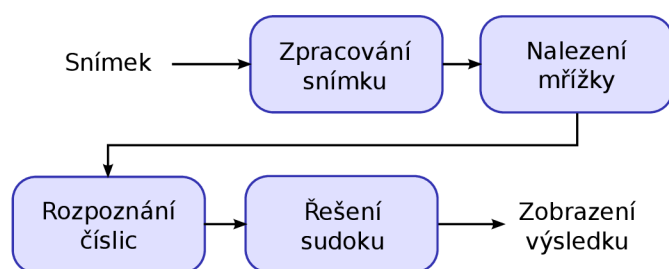 Snímek
Zpracování
snímku
Nalezení
mřížky
Rozpoznání
číslic
Řešení
sudoku
Zobrazení
výsledku